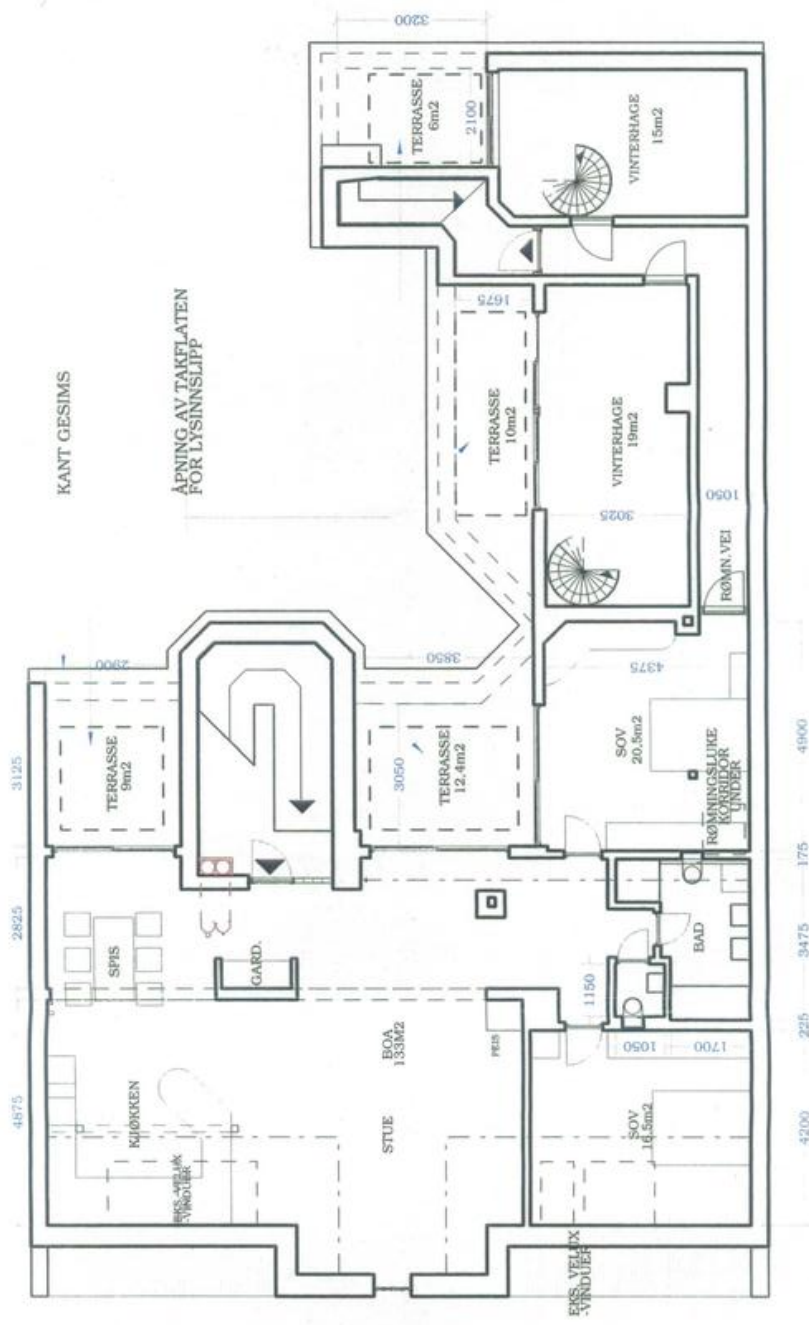 KANT GESIMS
ÅPNING AV TAKFLATEN
FOR LYSINNSLIPP
3125
2825
4875
2900
TERRASSE
9m2
SPIS
KJØKKEN
EKS. VELUX
-VINDUER
GARD.
3850
3050
TERRASSE
12.4m2
BOA
133M2
STUE
PEIS
3200
TERRASSE
6m2
2100
VINTERHAGE
15m2
1675
TERRASSE
10m2
VINTERHAGE
19m2
3025
1050
RØMN.VEI
4375
SOV
20.5m2
RØMNINGSLUKE
KORRIDOR
UNDER
BAD
1150
1050
1700
SOV
16.5m2
EKS. VELUX
-VINDUER
4900
175
3475
225
4200